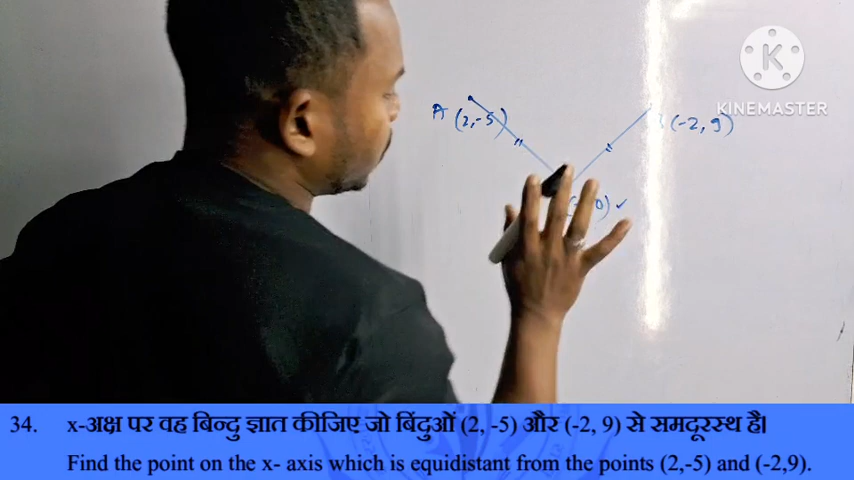 KINEMASTER
A (2,-5)
(-2, 9)
0) ✓
34. x-अक्ष पर वह बिन्दु ज्ञात कीजिए जो बिंदुओं (2, -5) और (-2, 9) से समदूरस्थ है।
Find the point on the x- axis which is equidistant from the points (2,-5) and (-2,9).